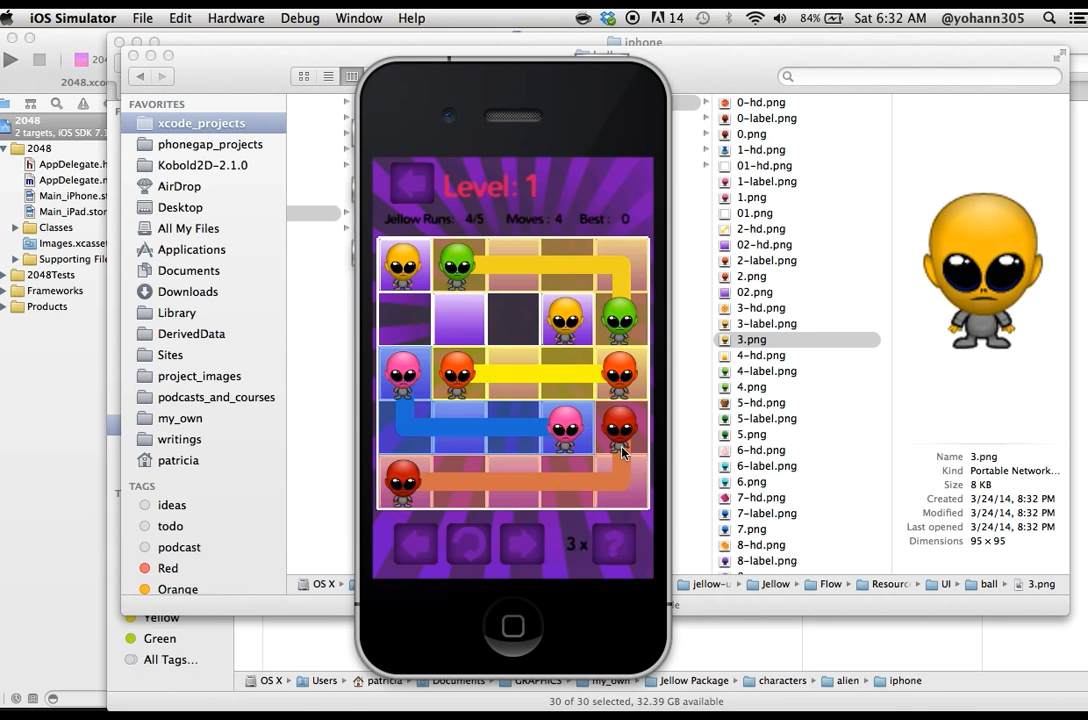 iOS Simulator File Edit Hardware Debug Window Help 14 84% Sat 6:32 AM @yohann305
iphone
204
2048.xco
2048
2 targets, iOS SDK 7.1
2048
AppDelegate.h
AppDelegate.m
Main_iPhone.s
Main_iPad.stor
Classes
Images.xcasset
Supporting File
2048Tests
Frameworks
Products
FAVORITES
xcode_projects
phonegap_projects
Kobold2D-2.1.0
AirDrop
Desktop
All My Files
Applications
Documents
Downloads
Library
DerivedData
Sites
project_images
podcasts_and_courses
my_own
writings
patricia
TAGS
ideas
todo
podcast
Red
Orange
Yellow
Green
All Tags...
Level: 1
Jellow Runs: 4/5 Moves : 4 Best : 0
3 x ?
0-hd.png
0-label.png
0.png
1-hd.png
01-hd.png
1-label.png
1.png
01.png
2-hd.png
02-hd.png
2-label.png
2.png
02.png
3-hd.png
3-label.png
3.png
4-hd.png
4-label.png
4.png
5-hd.png
5-label.png
5.png
6-hd.png
6-label.png
6.png
7-hd.png
7-label.png
7.png
8-hd.png
8-label.png
Name 3.png
Kind Portable Network...
Size 8 KB
Created 3/24/14, 8:32 PM
Modified 3/24/14, 8:32 PM
Last opened 3/24/14, 8:32 PM
Dimensions 95 × 95
OS X jellow-u Jellow Flow Resourc UI ball 3.png
OS X Users patricia Documents GRAPHICS my_own Jellow Package characters alien iphone
30 of 30 selected, 32.39 GB available